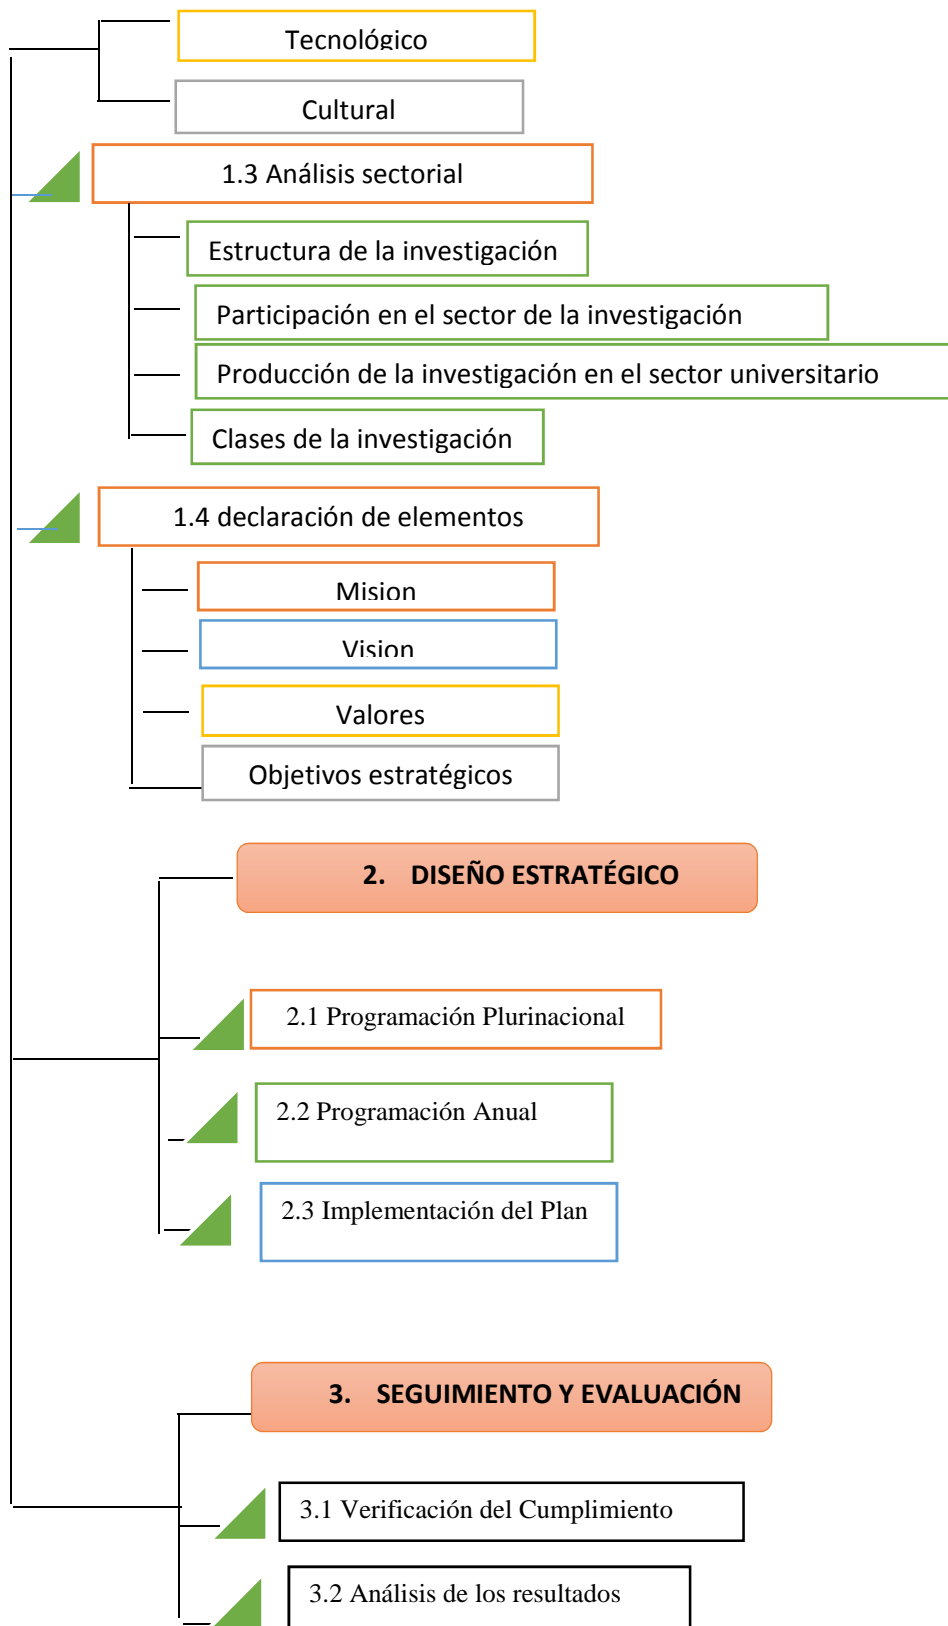 Tecnológico
Cultural
1.3 Análisis sectorial
Estructura de la investigación
Participación en el sector de la investigación
Producción de la investigación en el sector universitario
Clases de la investigación
1.4 declaración de elementos
Mision
Vision
Valores
Objetivos estratégicos
2. DISEÑO ESTRATÉGICO
2.1 Programación Plurinacional
2.2 Programación Anual
2.3 Implementación del Plan
3. SEGUIMIENTO Y EVALUACIÓN
3.1 Verificación del Cumplimiento
3.2 Análisis de los resultados